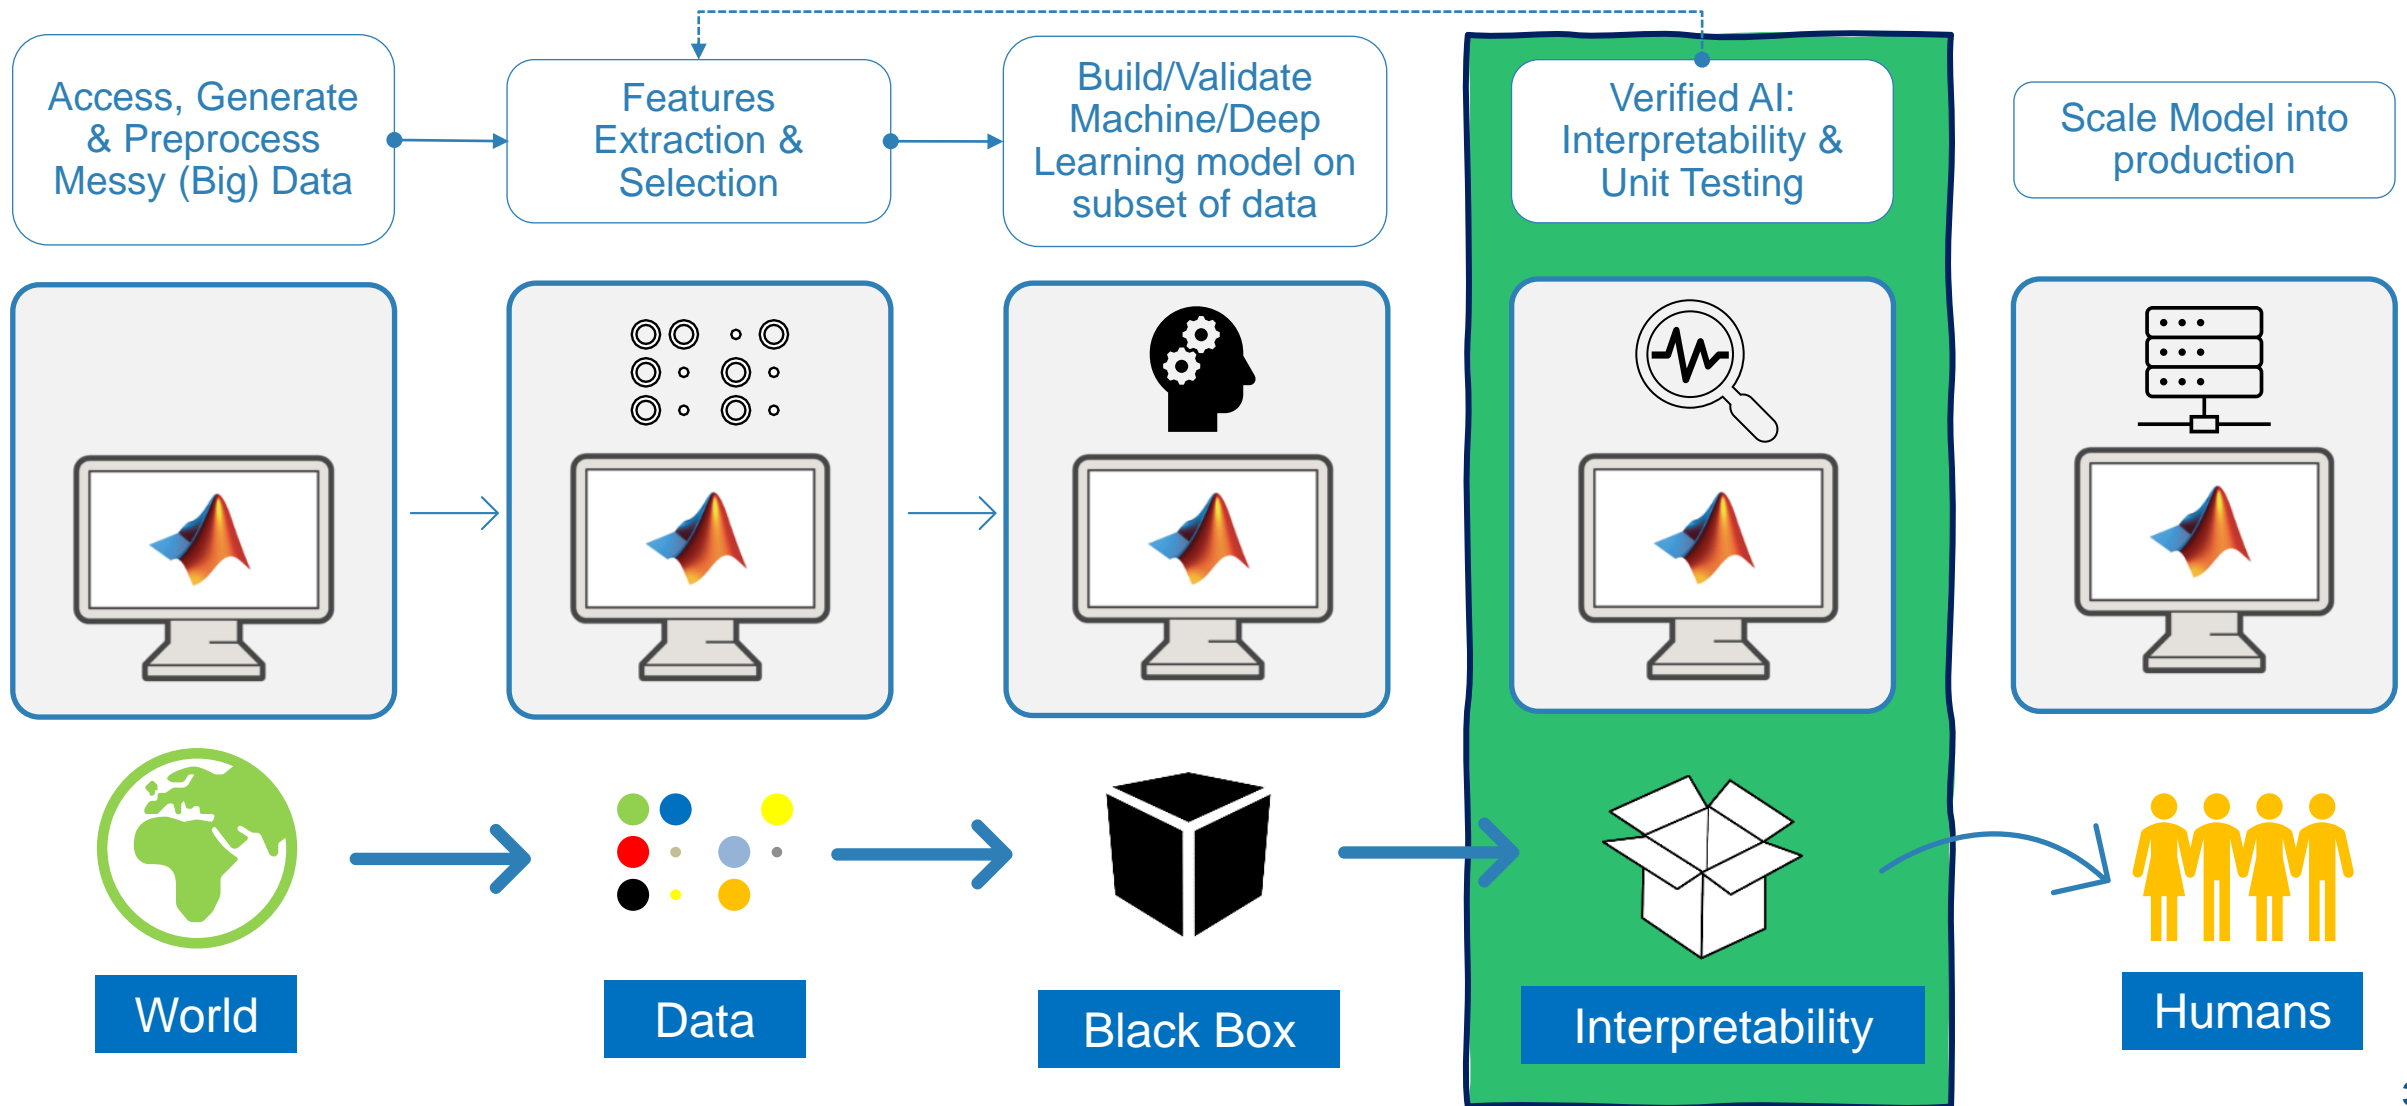 Access, Generate
& Preprocess
Messy (Big) Data
Features
Extraction &
Selection
Build/Validate
Machine/Deep
Learning model on
subset of data
Verified AI:
Interpretability &
Unit Testing
Scale Model into
production
World
Data
Black Box
Interpretability
Humans